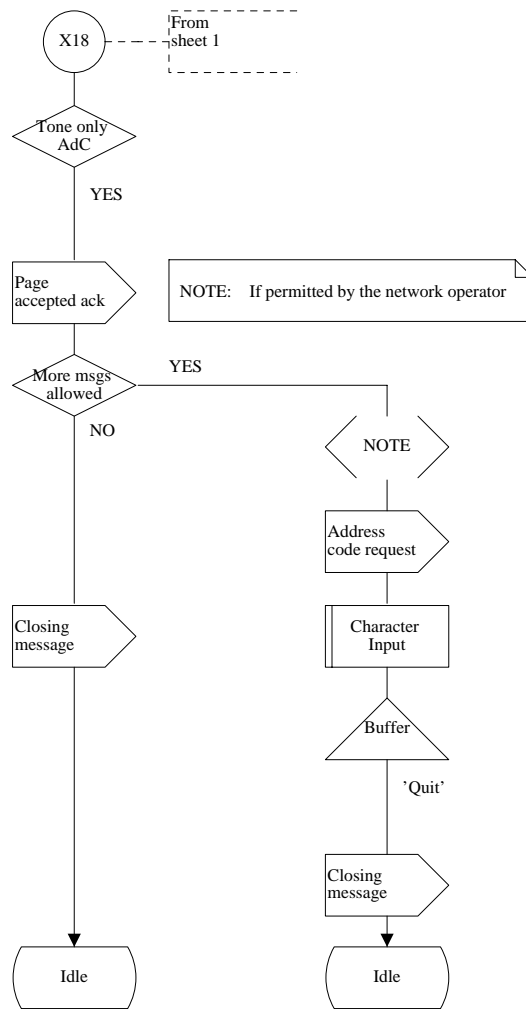 From
sheet 1
X18
Tone only
AdC
YES
Page
accepted ack
NOTE: If permitted by the network operator
More msgs
allowed
YES
NO
NOTE
Address
code request
Closing
message
Character
Input
Buffer
’Quit’
Closing
message
Idle
Idle